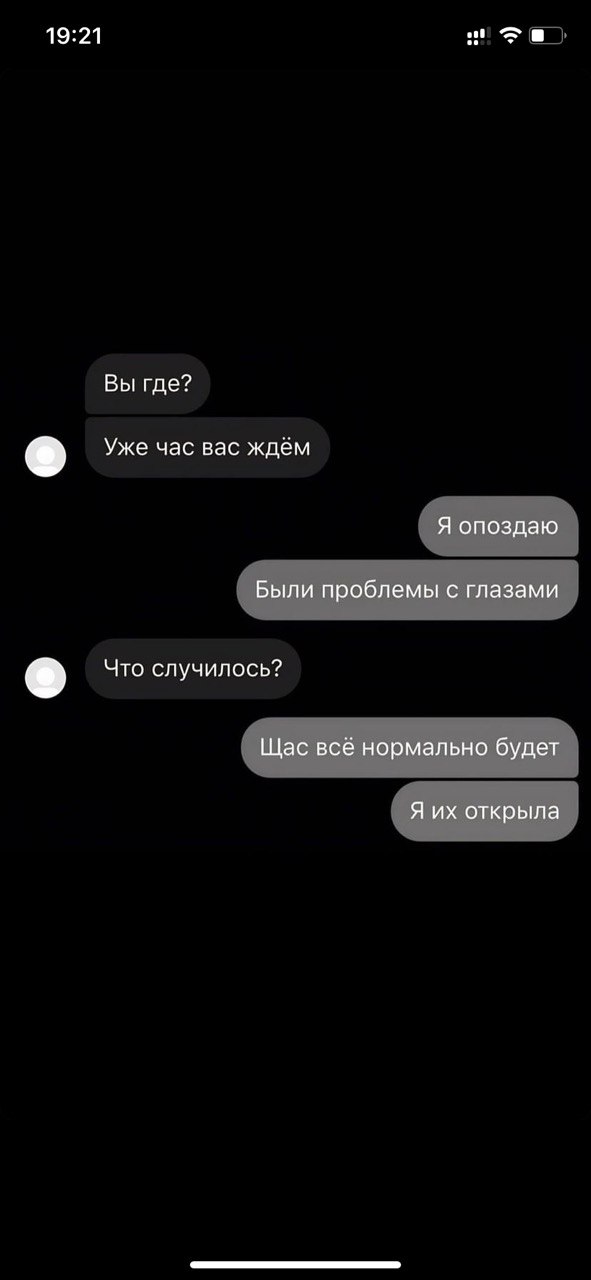 19:21
Вы где?
Уже час вас ждём
Я опоздаю
Были проблемы с глазами
Что случилось?
Щас всё нормально будет
Я их открыла